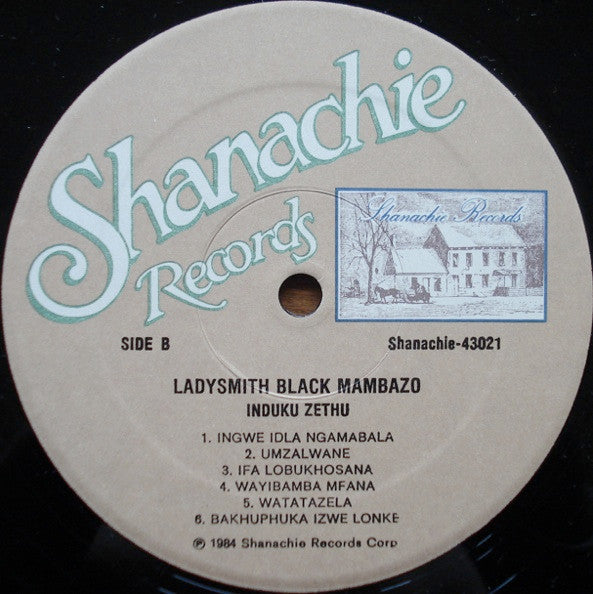 Shanachie
Records
Shanachie Records
SIDE B
Shanachie-43021
LADYSMITH BLACK MAMBAZO
INDUKU ZETHU
1. INGWE IDLA NGAMABALA
2. UMZALWANE
3. IFA LOBUKHOSANA
4. WAYIBAMBA MFANA
5. WATATAZELA
6. BAKHUPHUKA IZWE LONKE
℗ 1984 Shanachie Records Corp